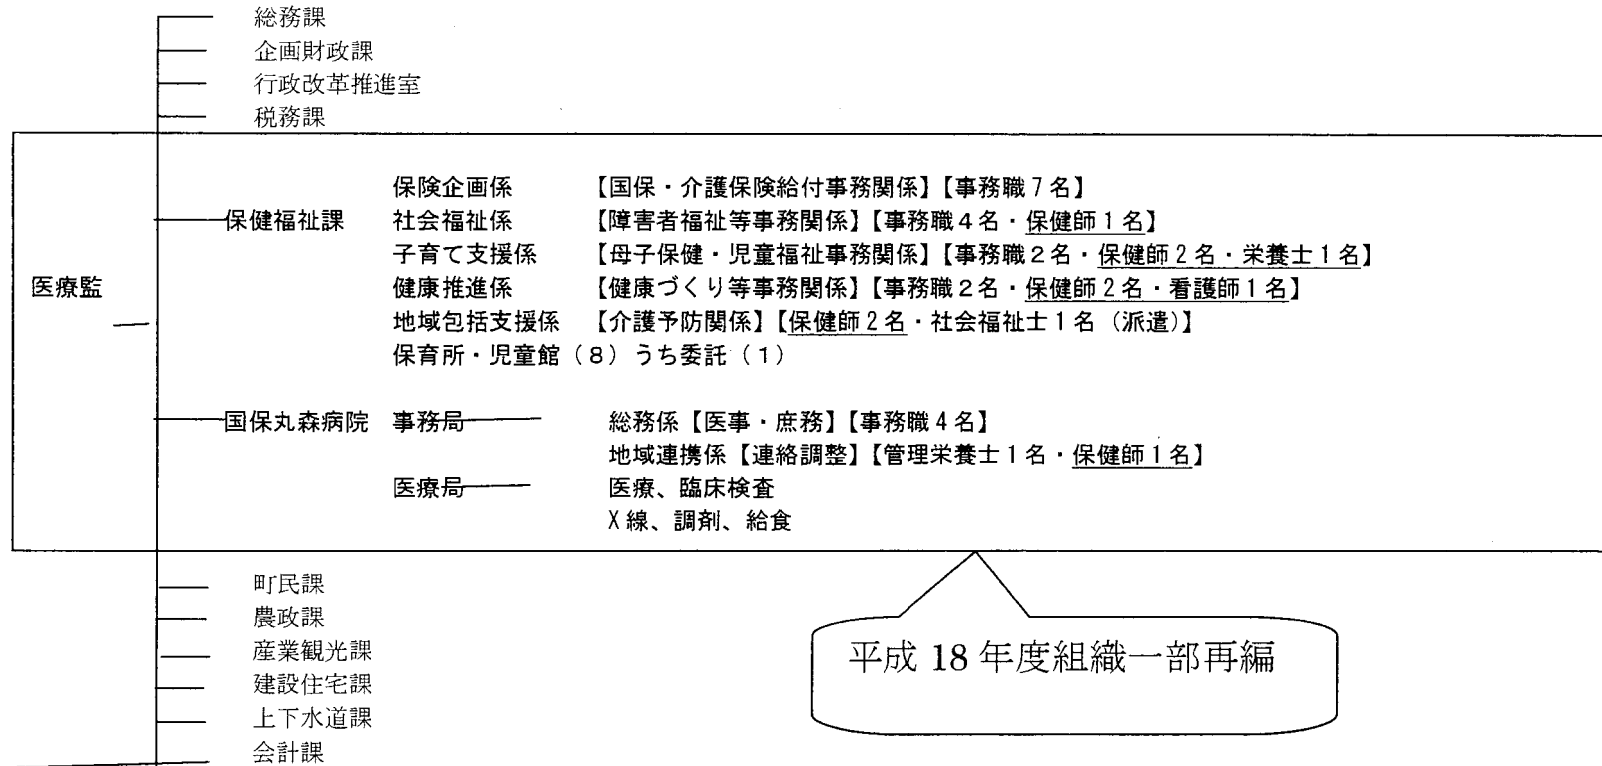 総務課
企画財政課
行政改革推進室
税務課
保険企画係 【国保・介護保険給付事務関係】【事務職7名】
保健福祉課 社会福祉係 【障害者福祉等事務関係】【事務職4名・保健師1名】
子育て支援係 【母子保健・児童福祉事務関係】【事務職2名・保健師2名・栄養士1名】
医療監 健康推進係 【健康づくり等事務関係】【事務職2名・保健師2名・看護師1名】
地域包括支援係 【介護予防関係】【保健師2名・社会福祉士1名（派遣）】
保育所・児童館（8）うち委託（1）
国保丸森病院 事務局 総務係【医事・庶務】【事務職4名】
地域連携係【連絡調整】【管理栄養士1名・保健師1名】
医療局 医療、臨床検査
X線、調剤、給食
町民課
農政課
産業観光課
建設住宅課
上下水道課
会計課
平成 18 年度組織一部再編